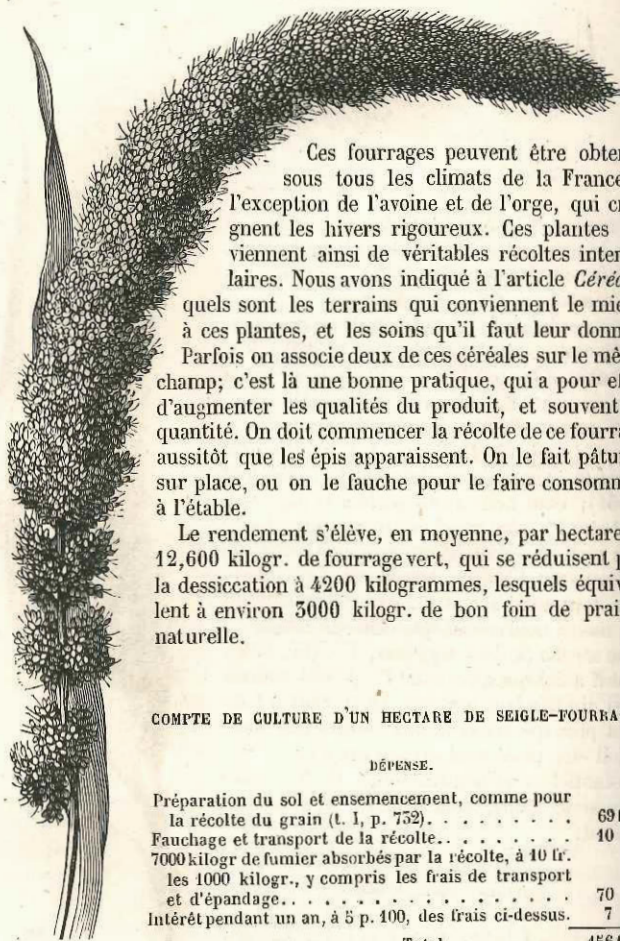 Ces fourrages peuvent être obte
sous tous les climats de la France
l'exception de l'avoine et de l'orge, qui c
gnent les hivers rigoureux. Ces plantes
viennent ainsi de véritables récoltes inter
laires. Nous avons indiqué à l'article Céré
quels sont les terrains qui conviennent le mie
à ces plantes, et les soins qu'il faut leur donn
Parfois on associe deux de ces céréales sur le mê
champ; c'est là une bonne pratique, qui a pour e
d'augmenter les qualités du produit, et souvent
quantité. On doit commencer la récolte de ce fourra
aussitôt que les épis apparaissent. On le fait pâtu
sur place, ou on le fauche pour le faire consomm
à l'étable.
Le rendement s'élève, en moyenne, par hectare
12,600 kilogr. de fourrage vert, qui se réduisent
la dessiccation à 4200 kilogrammes, lesquels équiv
lent à environ 3000 kilogr. de bon foin de prai
naturelle.
COMPTE DE CULTURE D'UN HECTARE DE SEIGLE-FOURRA
DÉPENSE.
Préparation du sol et ensemencement, comme pour
la récolte du grain (t. I, p. 732). . . . . . . . . 69
Fauchage et transport de la récolte. . . . . . . . . 10
7000 kilogr de fumier absorbés par la récolte, à 10 fr.
les 1000 kilogr., y compris les frais de transport
et d'épandage. . . . . . . . . . . . . . . . . 70
Intérêt pendant un an, à 5 p. 100, des frais ci-dessus. 7